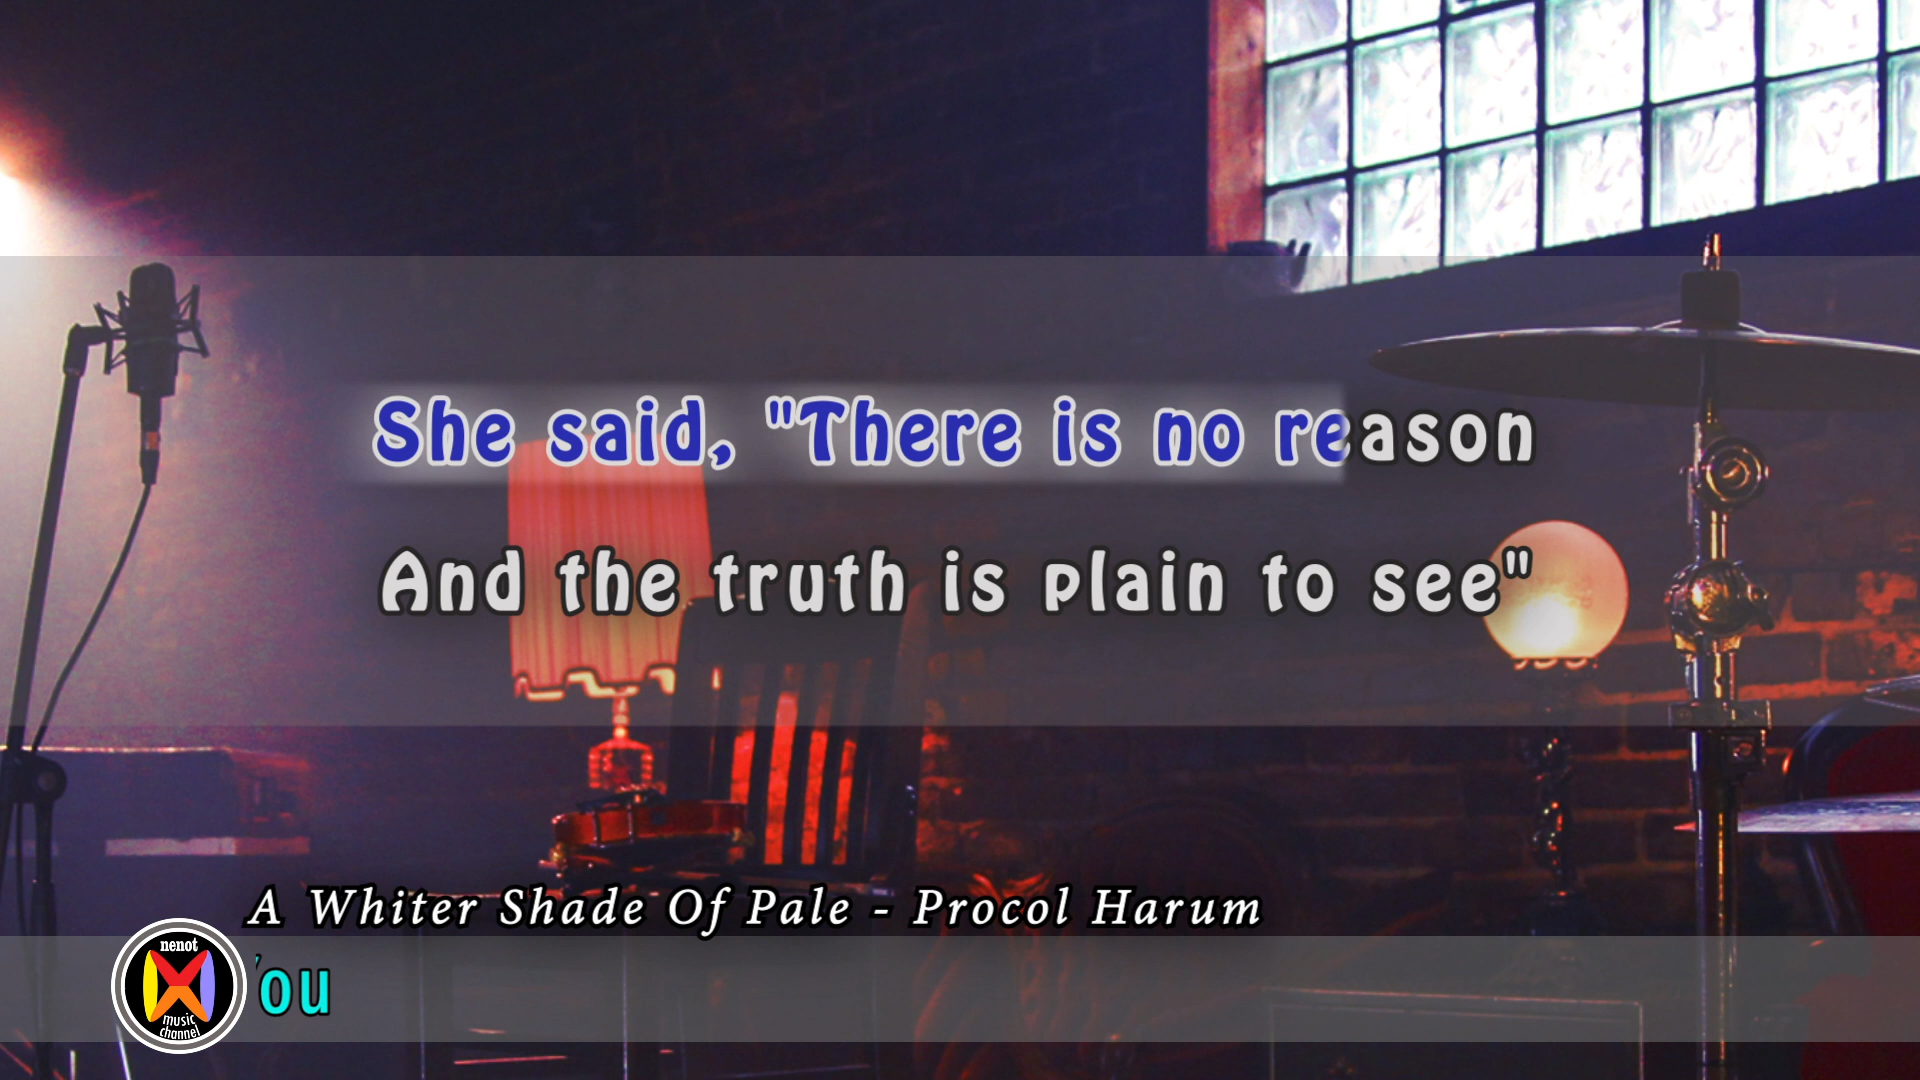 She said, "There is no reason
And the truth is plain to see"
A Whiter Shade Of Pale - Procol Harum
nenot
music
channel